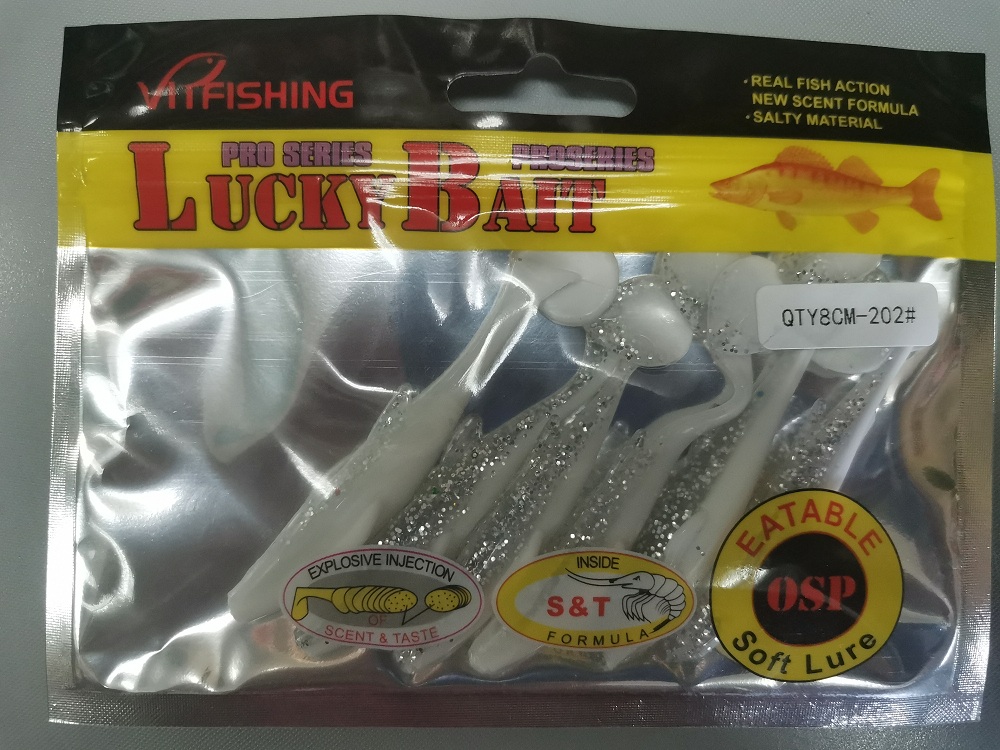 VITFISHING
· REAL FISH ACTION
NEW SCENT FORMULA
· SALTY MATERIAL
PRO SERIES PROSERIES
LUCKY BAIT
QTY8CM-202#
EXPLOSIVE INJECTION
OF
SCENT & TASTE
INSIDE
S&T
FORMULA
EATABLE
OSP
Soft Lure